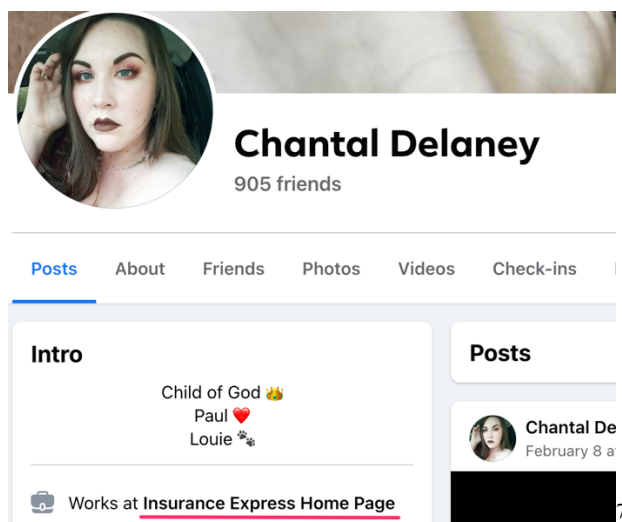 Chantal Delaney
905 friends
Posts About Friends Photos Videos Check-ins
Intro
Child of God 👑
Paul ❤️
Louie 🐾
Works at Insurance Express Home Page
Posts
Chantal De
February 8 a